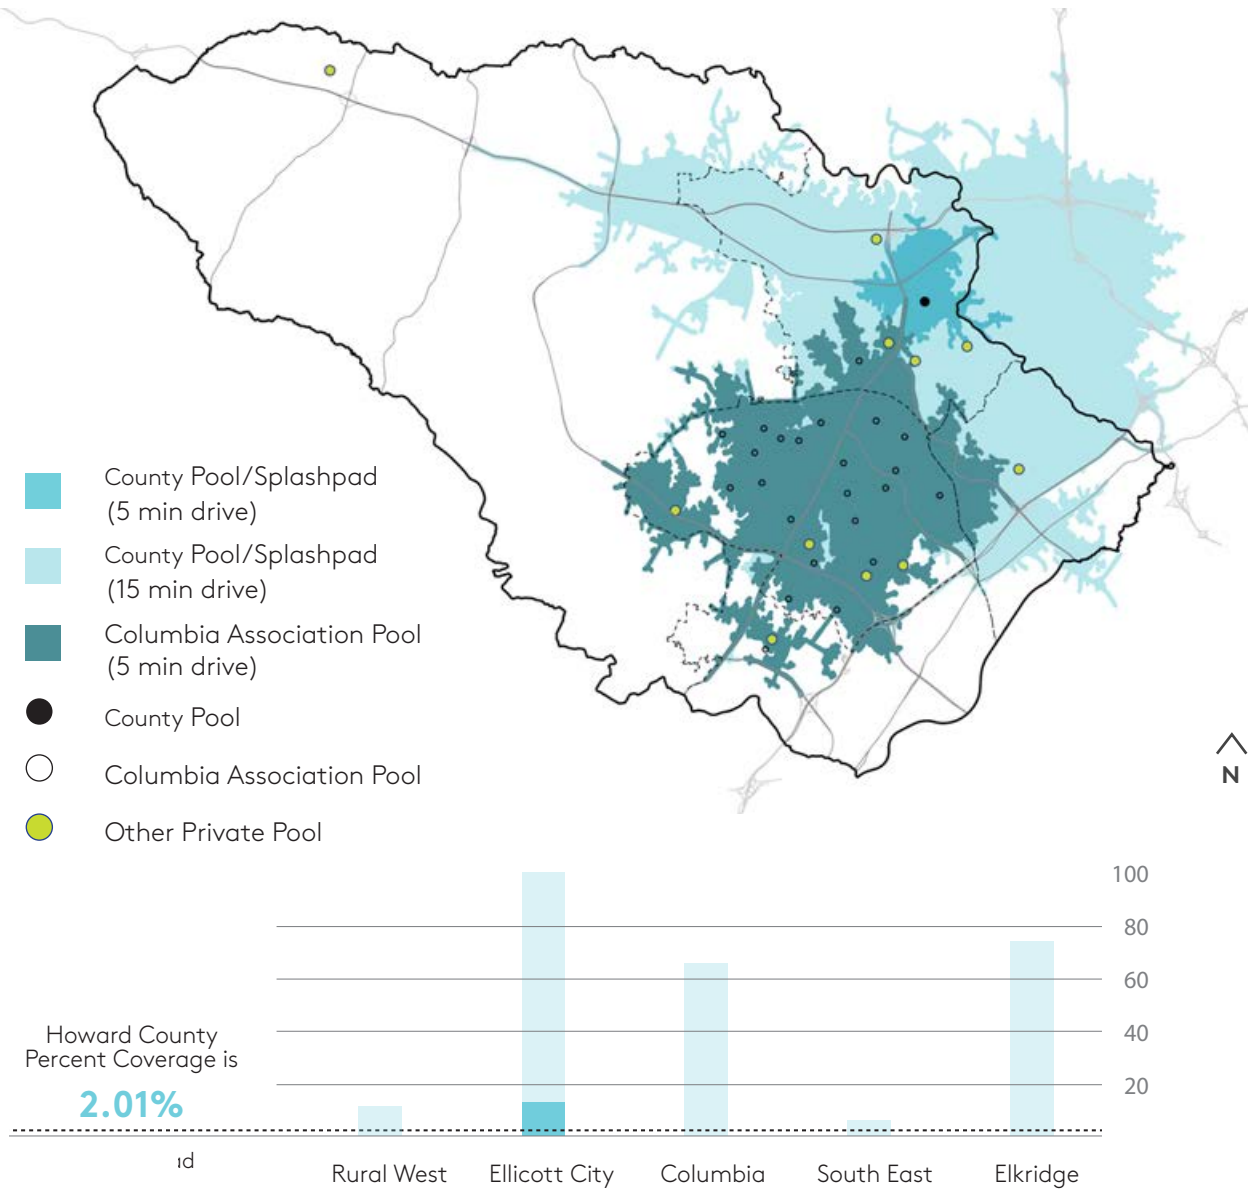 County Pool/Splashpad
(5 min drive)
County Pool/Splashpad
(15 min drive)
Columbia Association Pool
(5 min drive)
County Pool
Columbia Association Pool
Other Private Pool
N
100
80
60
40
20
Howard County
Percent Coverage is
2.01%
Rural West
Ellicott City
Columbia
South East
Elkridge